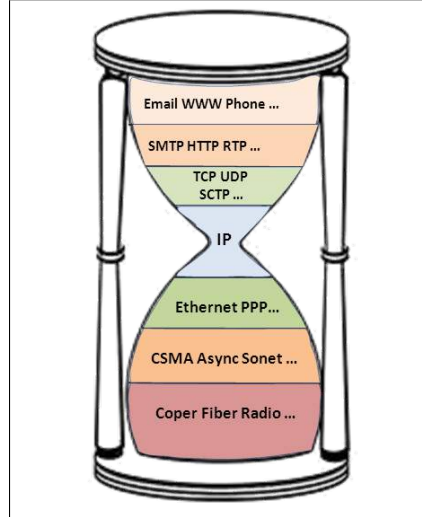 Email WWW Phone ...
SMTP HTTP RTP ...
TCP UDP
SCTP ...
IP
Ethernet PPP...
CSMA Async Sonet ...
Coper Fiber Radio ...